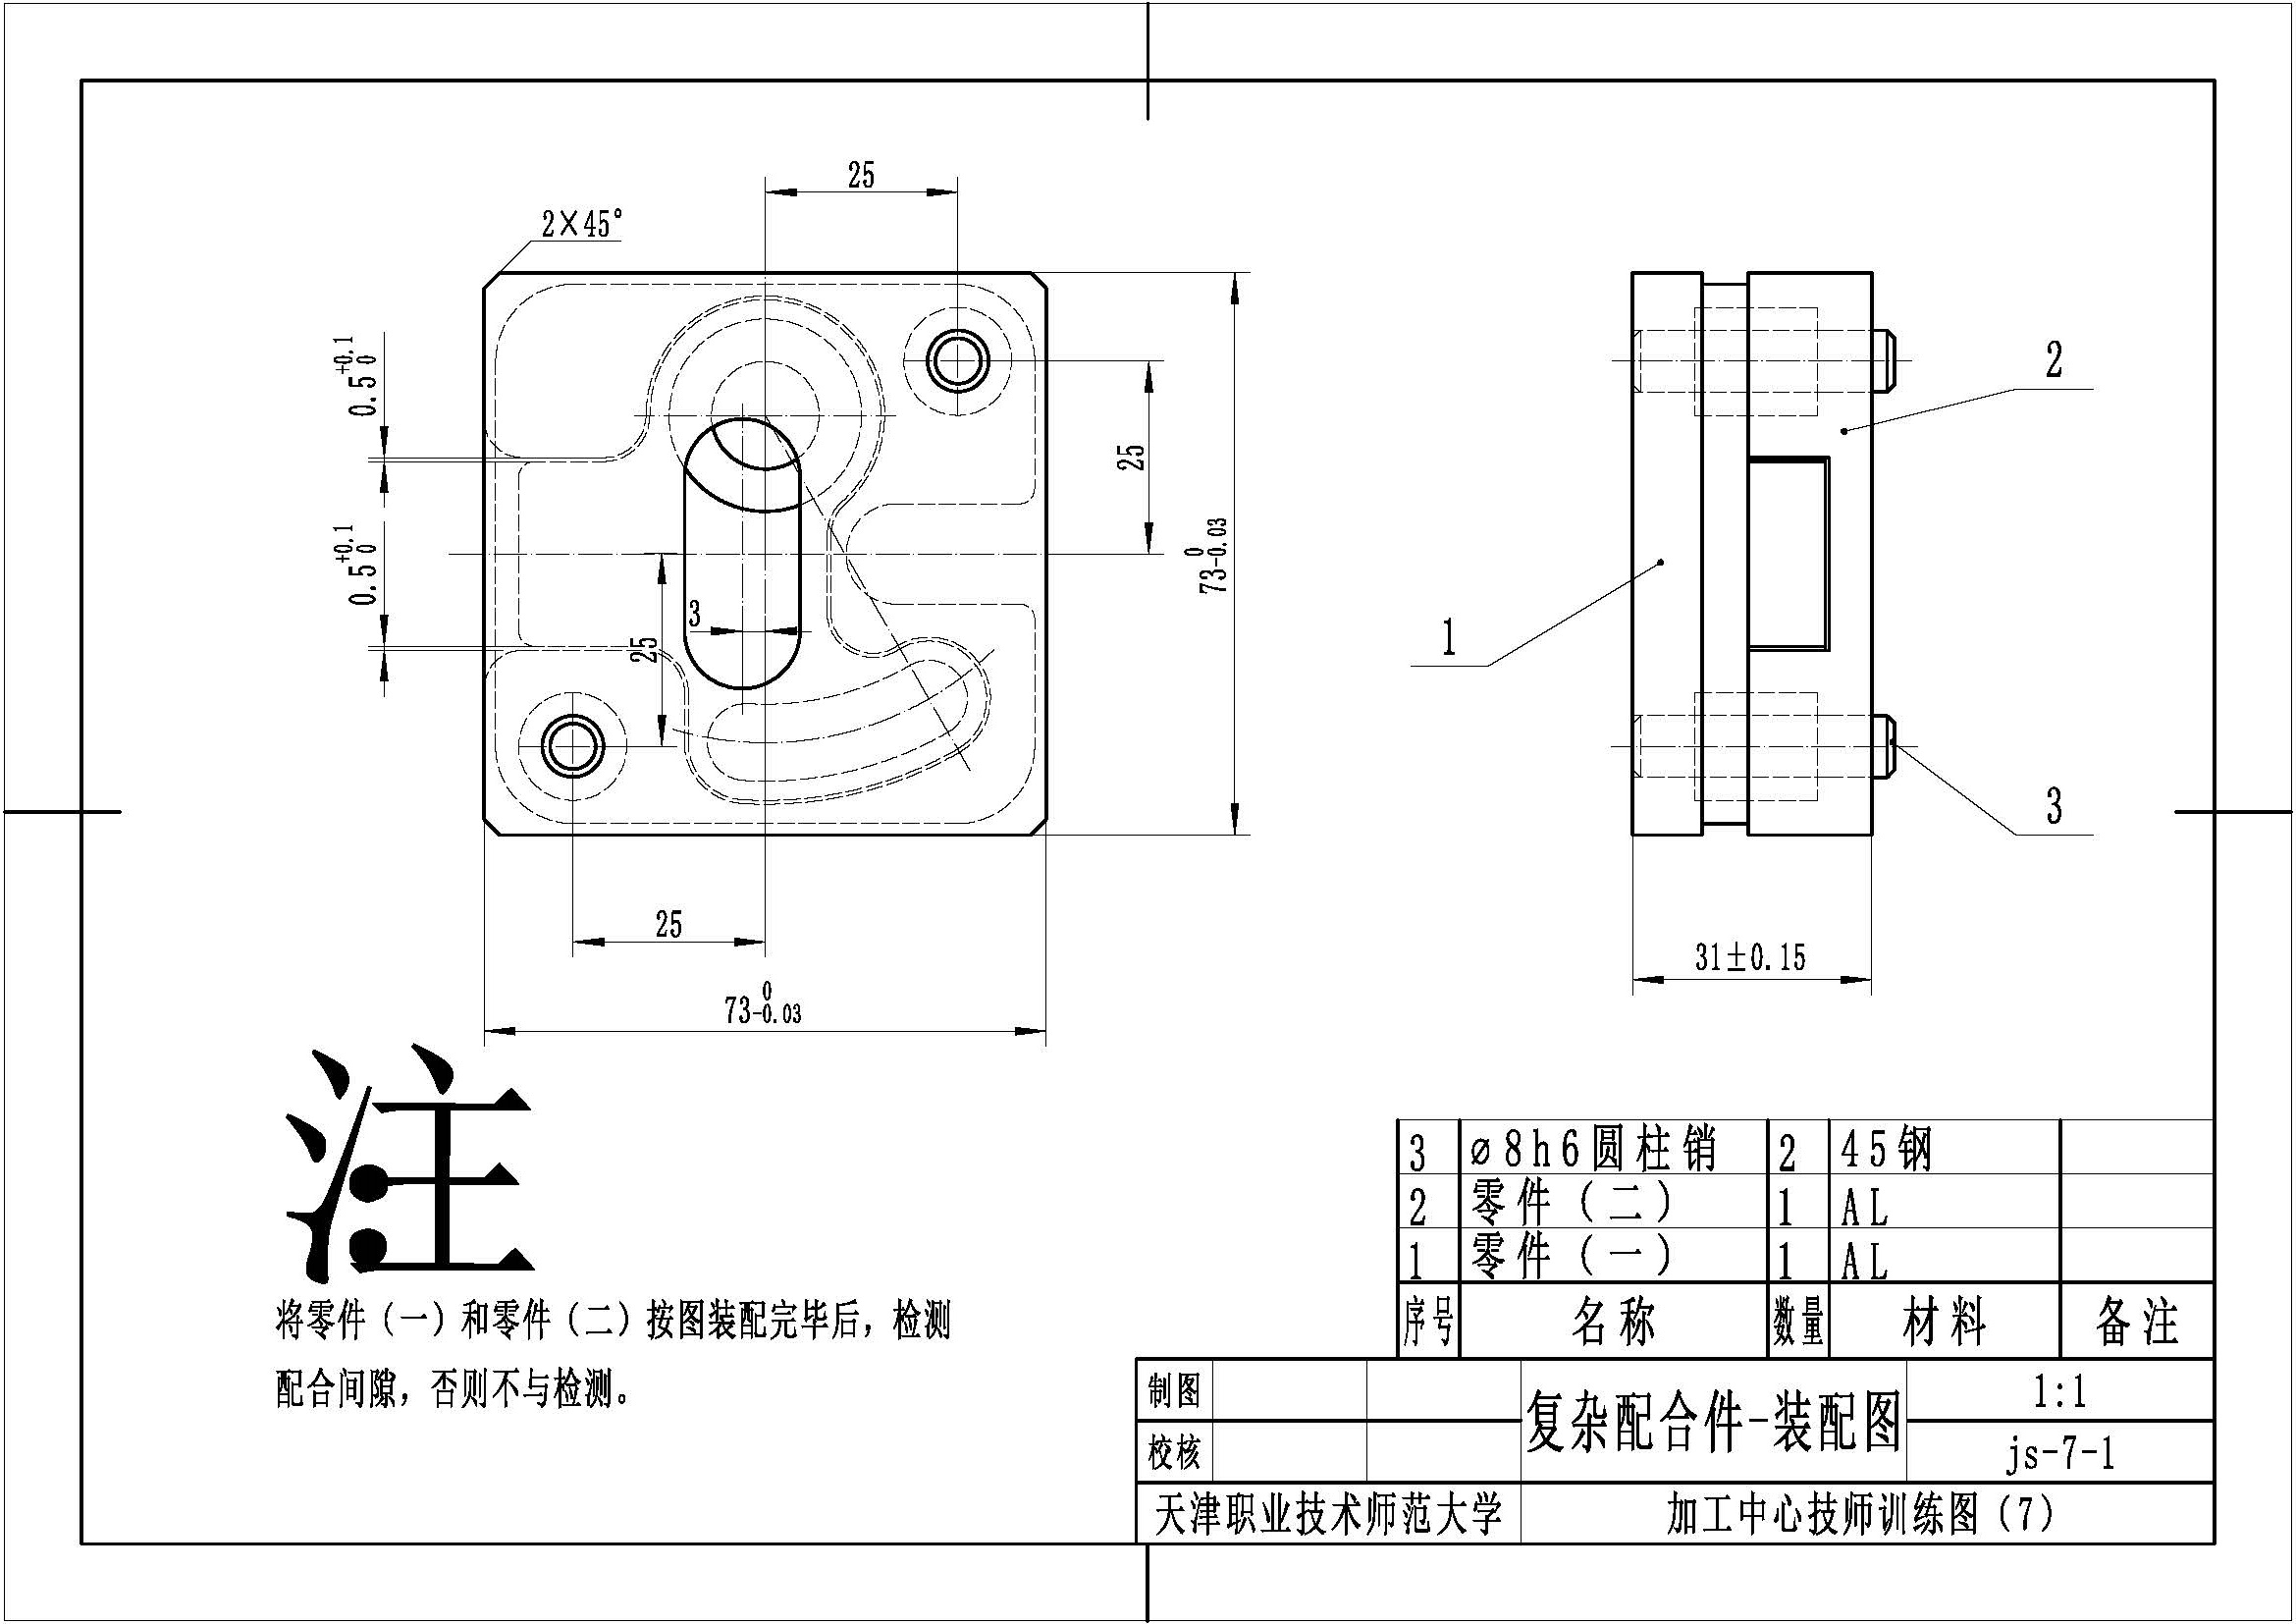 25
2×45°
0.5 +0.1 0
0.5 +0.1 0
25
73 0 -0.03
3
25
25
73 0 -0.03
1
2
3
31±0.15
注:
将零件(一)和零件(二)按图装配完毕后,检测
配合间隙,否则不与检测。
3 ø8h6圆柱销 2 45钢
2 零件(二) 1 AL
1 零件(一) 1 AL
序号 名称 数量 材料 备注
制图 复杂配合件-装配图 1:1
校核 js-7-1
天津职业技术师范大学 加工中心技师训练图(7)